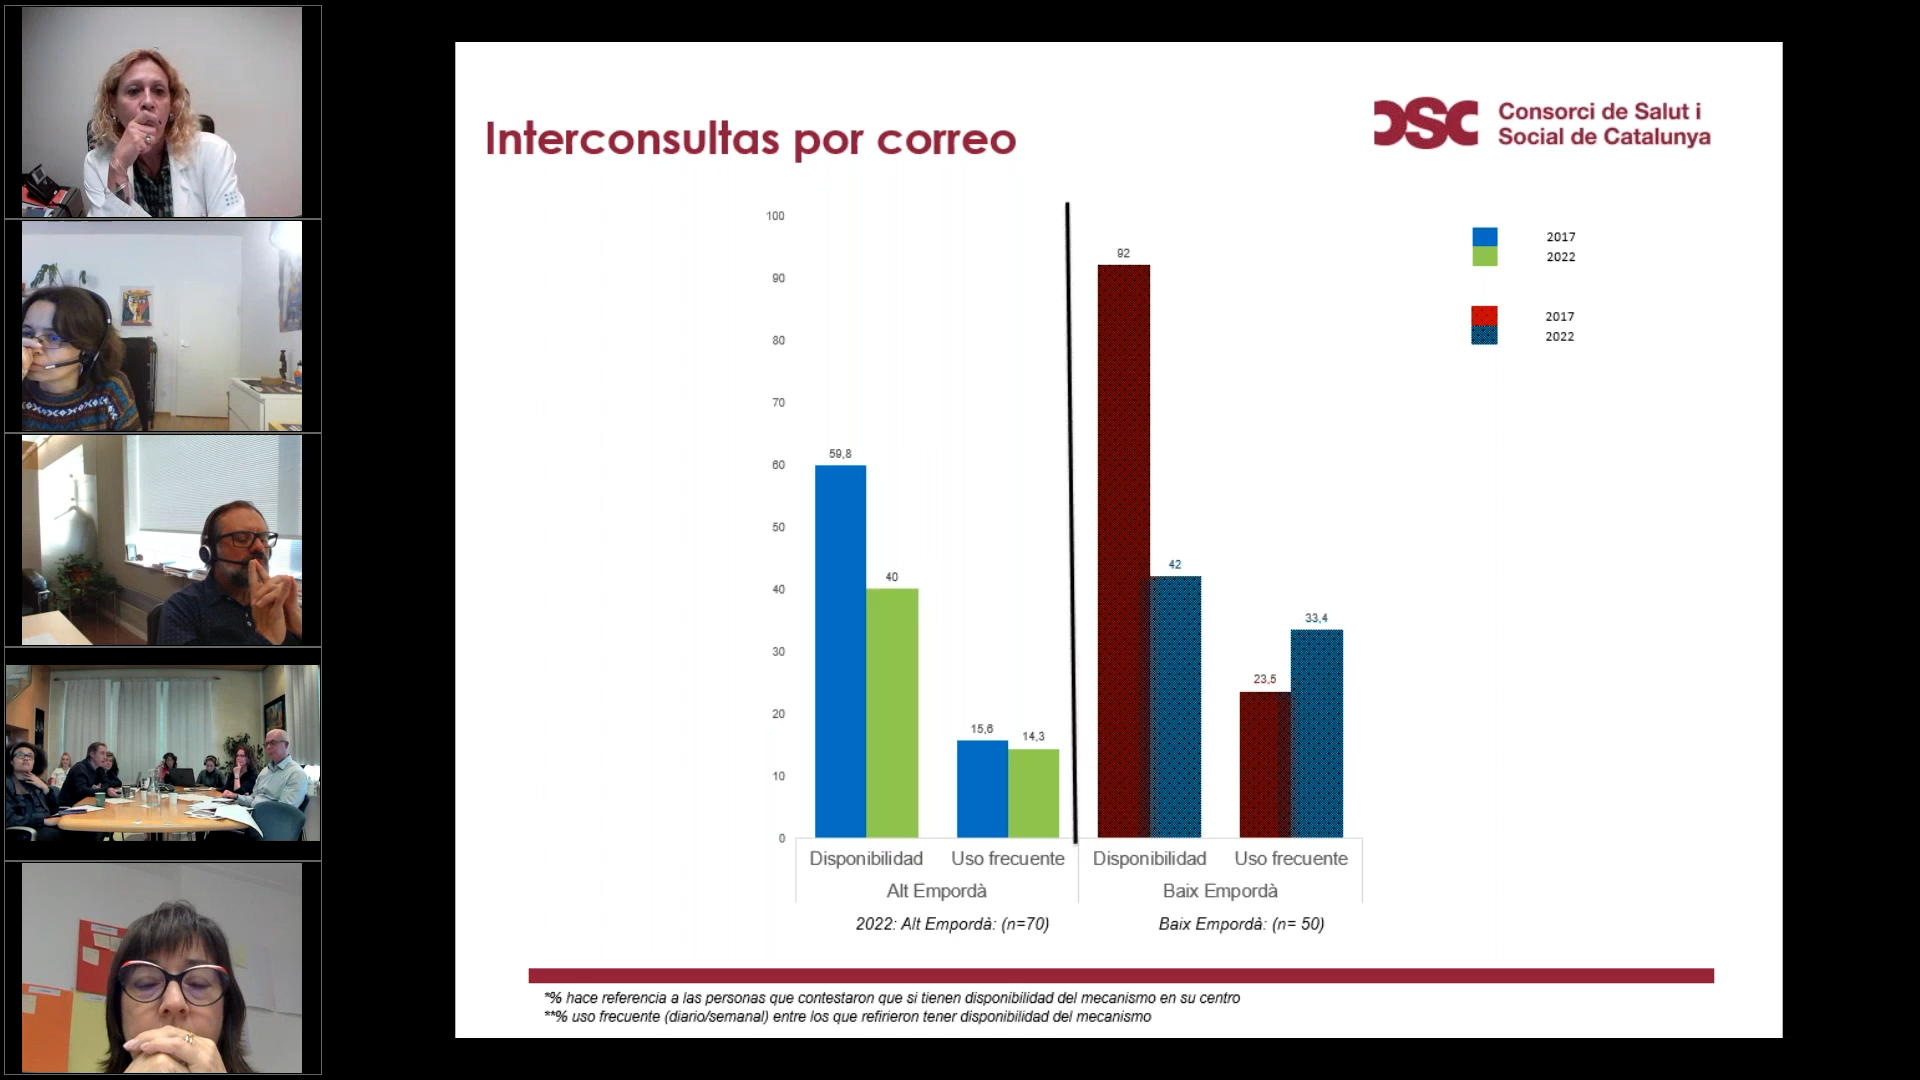 Interconsultas por correo
CSC Consorci de Salut i
Social de Catalunya
100
90
80
70
60
50
40
30
20
10
0
59,8
40
15,6
14,3
92
42
23,5
33,4
2017
2022
2017
2022
Disponibilidad Uso frecuente Disponibilidad Uso frecuente
Alt Empordà Baix Empordà
2022: Alt Empordà: (n=70) Baix Empordà: (n= 50)
*% hace referencia a las personas que contestaron que si tienen disponibilidad del mecanismo en su centro
**% uso frecuente (diario/semanal) entre los que refirieron tener disponibilidad del mecanismo